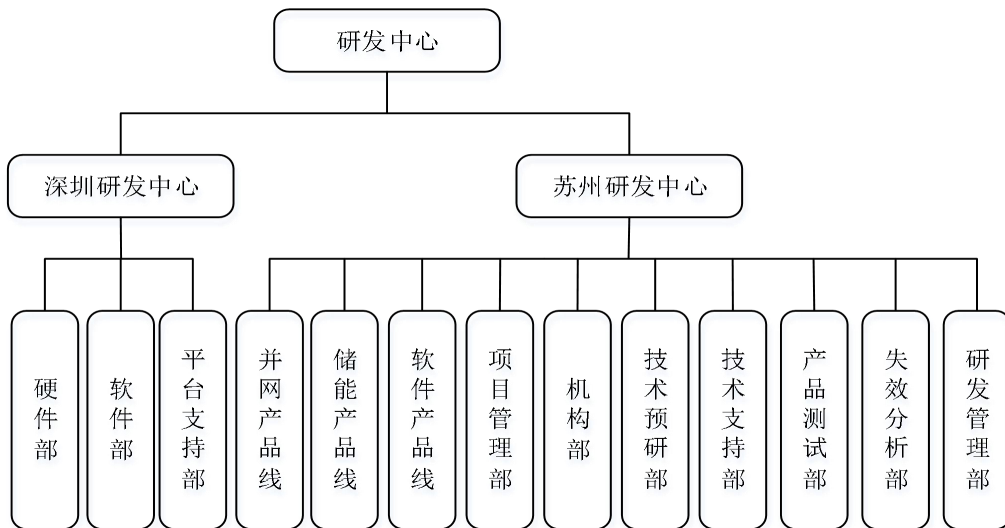 研发中心
深圳研发中心
苏州研发中心
硬件部
软件部
平台支持部
并网产品线
储能产品线
软件产品线
项目管理部
机构部
技术预研部
技术支持部
产品测试部
失效分析部
研发管理部